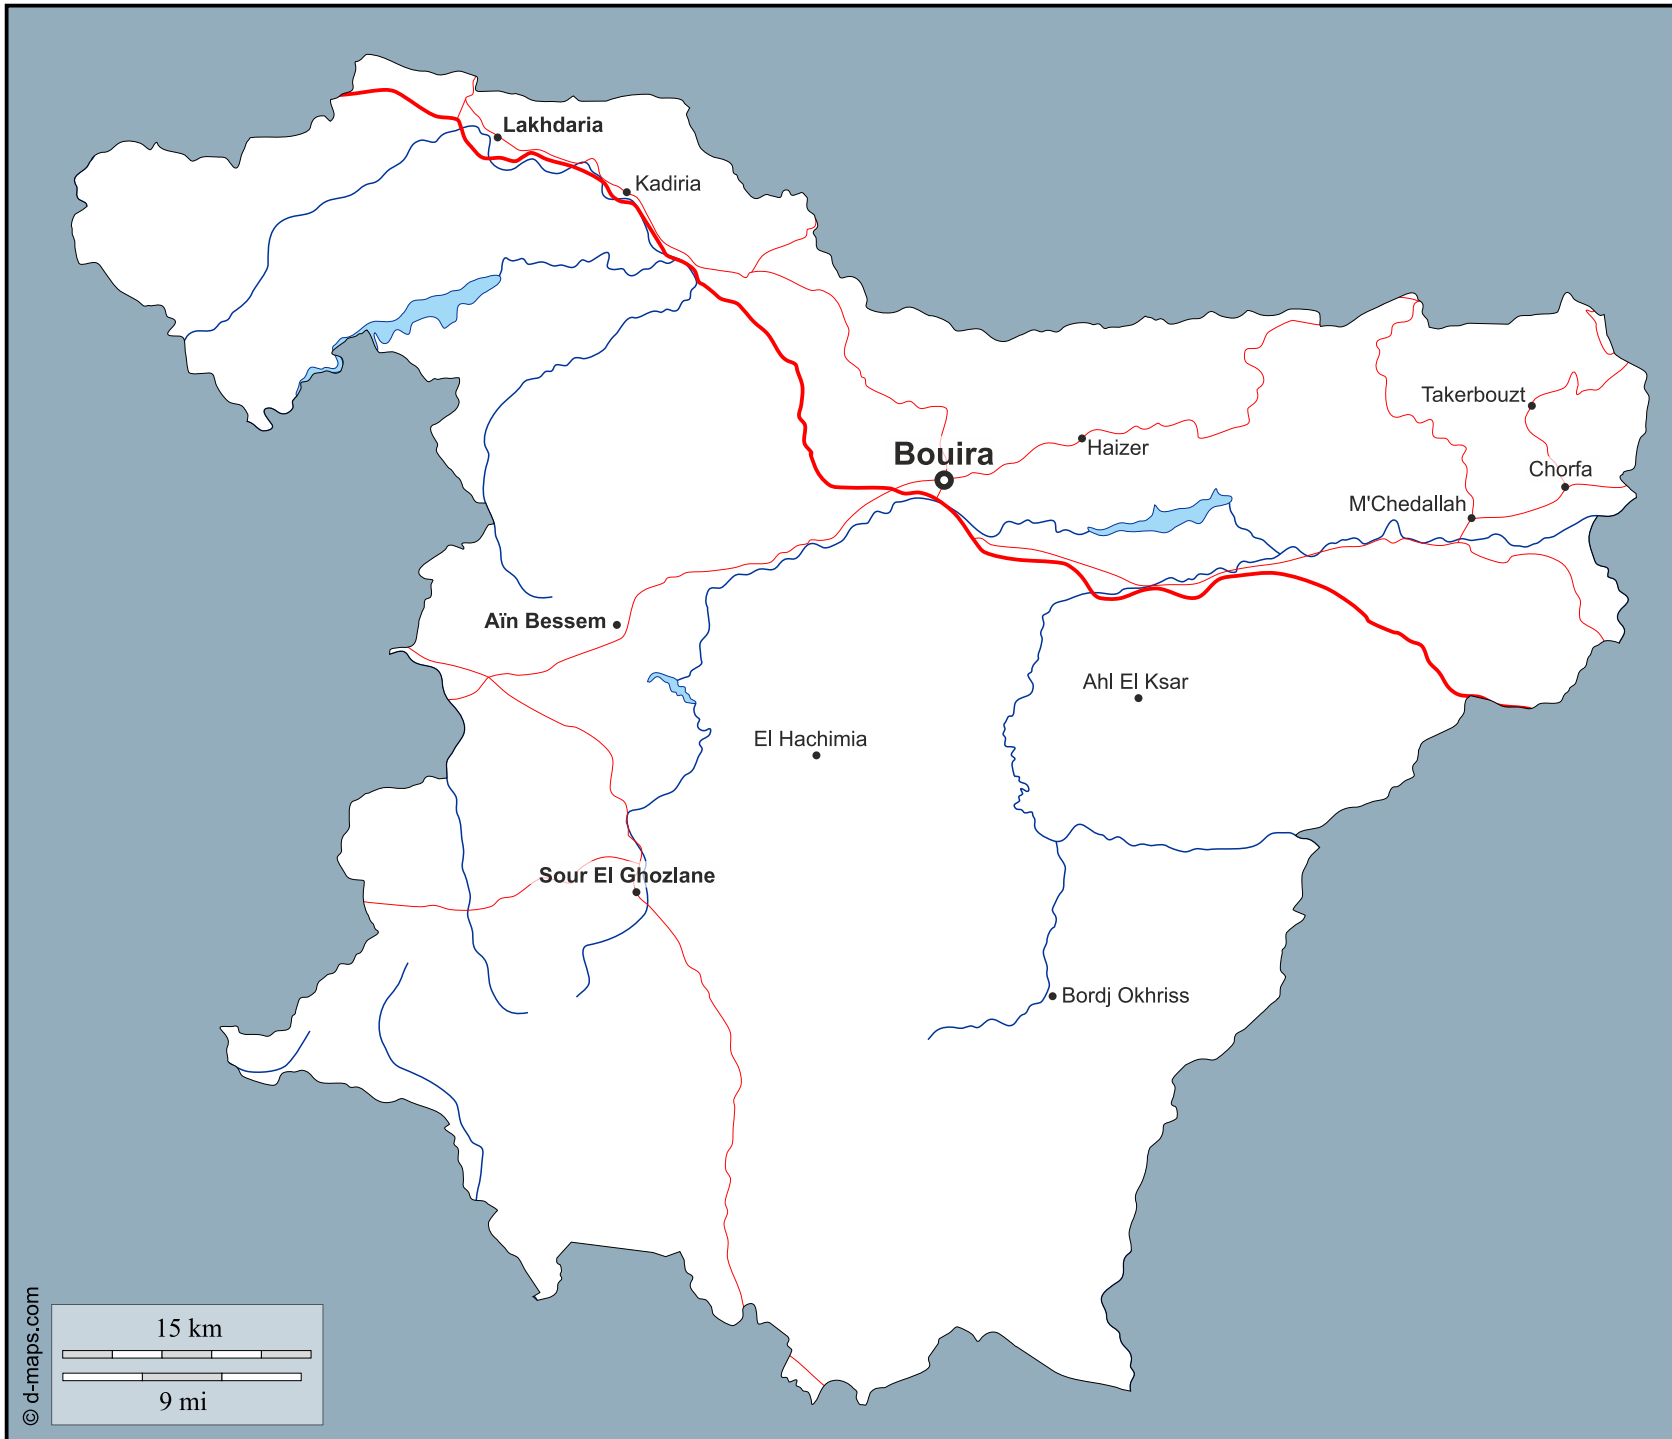 Lakhdaria
Kadiria
Takerbouzt
Bouira
Haizer
Chorfa
M'Chedallah
Aïn Bessem
Ahl El Ksar
El Hachimia
Sour El Ghozlane
Bordj Okhriss
15 km
9 mi
© d-maps.com